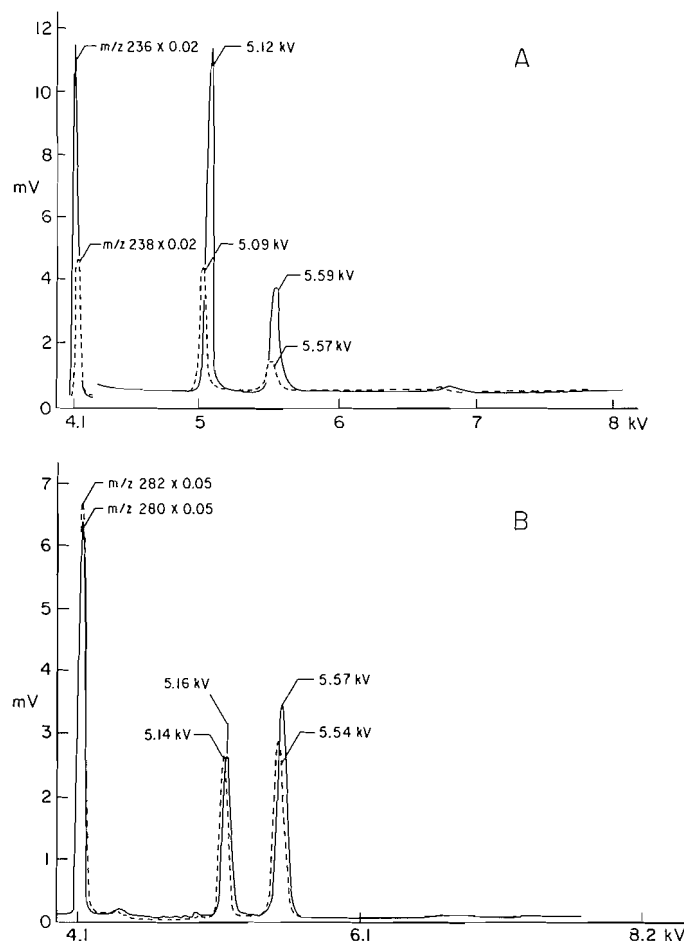 12
m/z 236 x 0.02
5.12 kV
A
10
8
mV
6
m/z 238 x 0.02
5.09 kV
4
5.59 kV
5.57 kV
2
0
4.1 5 6 7 8 kV
7
m/z 282 x 0.05
m/z 280 x 0.05
B
6
5
4
5.16 kV
5.57 kV
mV
3
5.14 kV
5.54 kV
2
1
0
4.1 6.1 8.2 kV